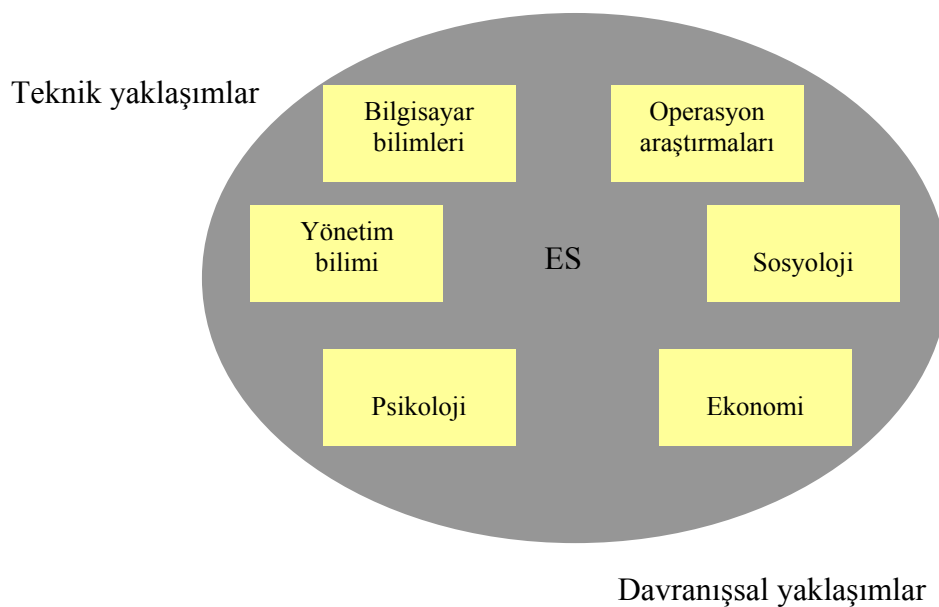 Teknik yaklaşımlar
Bilgisayar
bilimleri
Operasyon
araştırmaları
Yönetim
bilimi
ES
Sosyoloji
Psikoloji
Ekonomi
Davranışsal yaklaşımlar